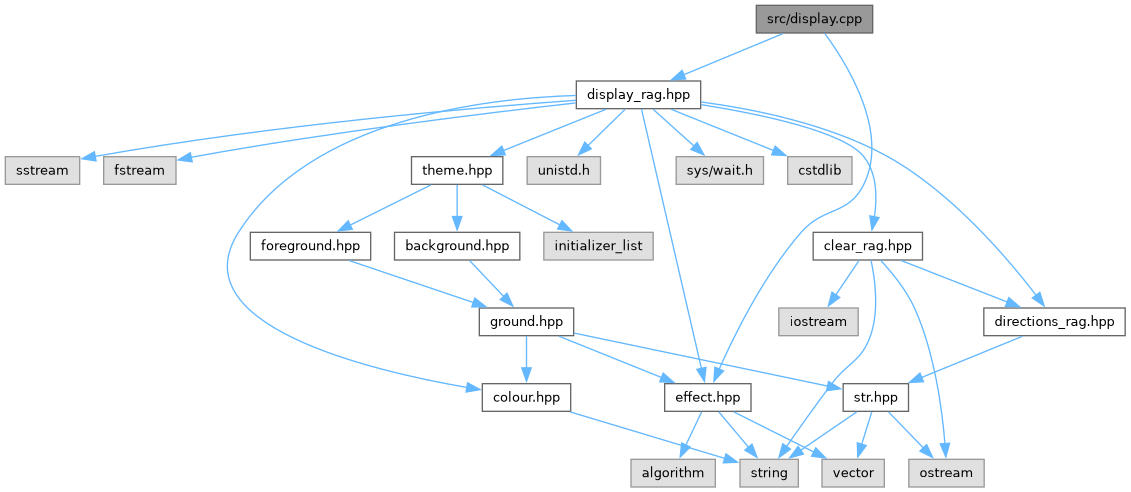 src/display.cpp
display_rag.hpp
sstream
fstream
theme.hpp
unistd.h
sys/wait.h
cstdlib
foreground.hpp
background.hpp
initializer_list
clear_rag.hpp
ground.hpp
iostream
directions_rag.hpp
colour.hpp
effect.hpp
str.hpp
algorithm
string
vector
ostream